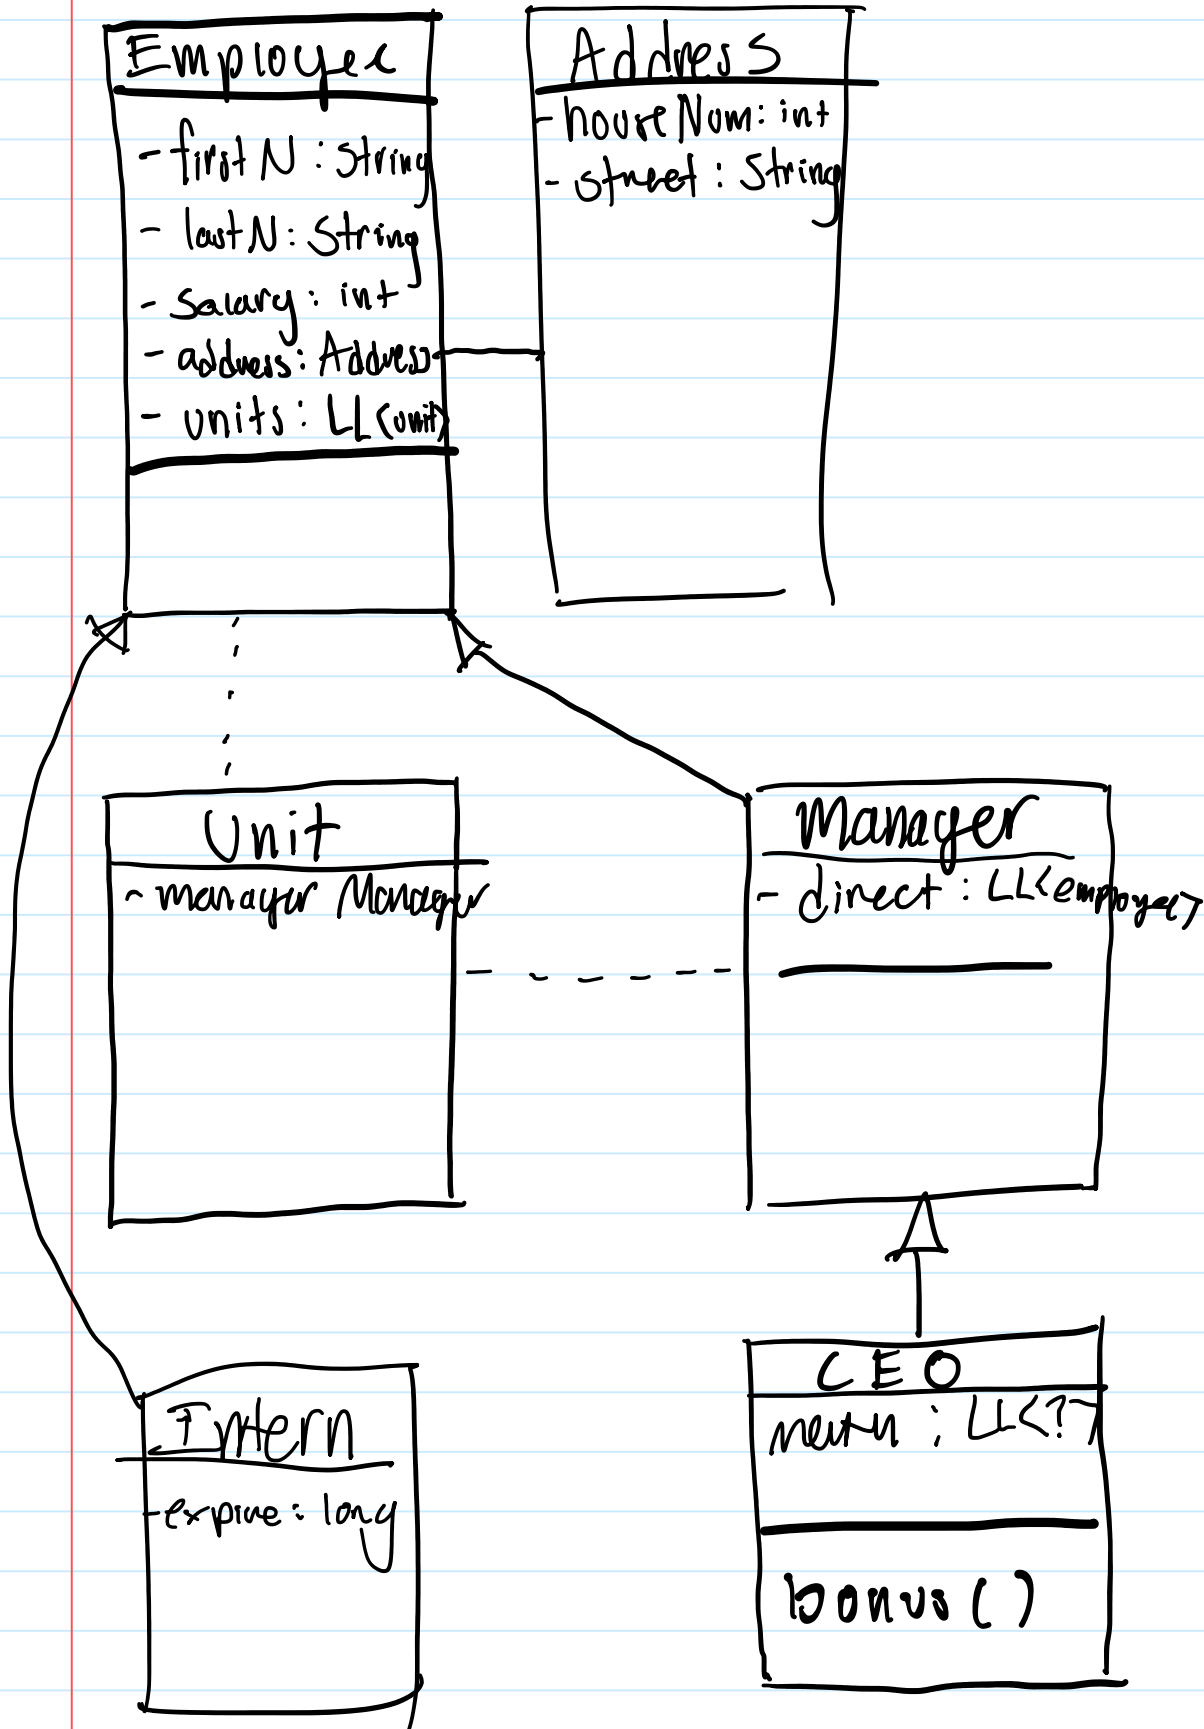 Employee
- firstN : String
- lastN : String
- salary : int
- address : Address
- units : LL<unit>
Address
- houseNum : int
- street : String
Unit
- manager Manager
Manager
- direct : LL<employee>
Intern
- expire : long
CEO
: LL<?>
bonus()